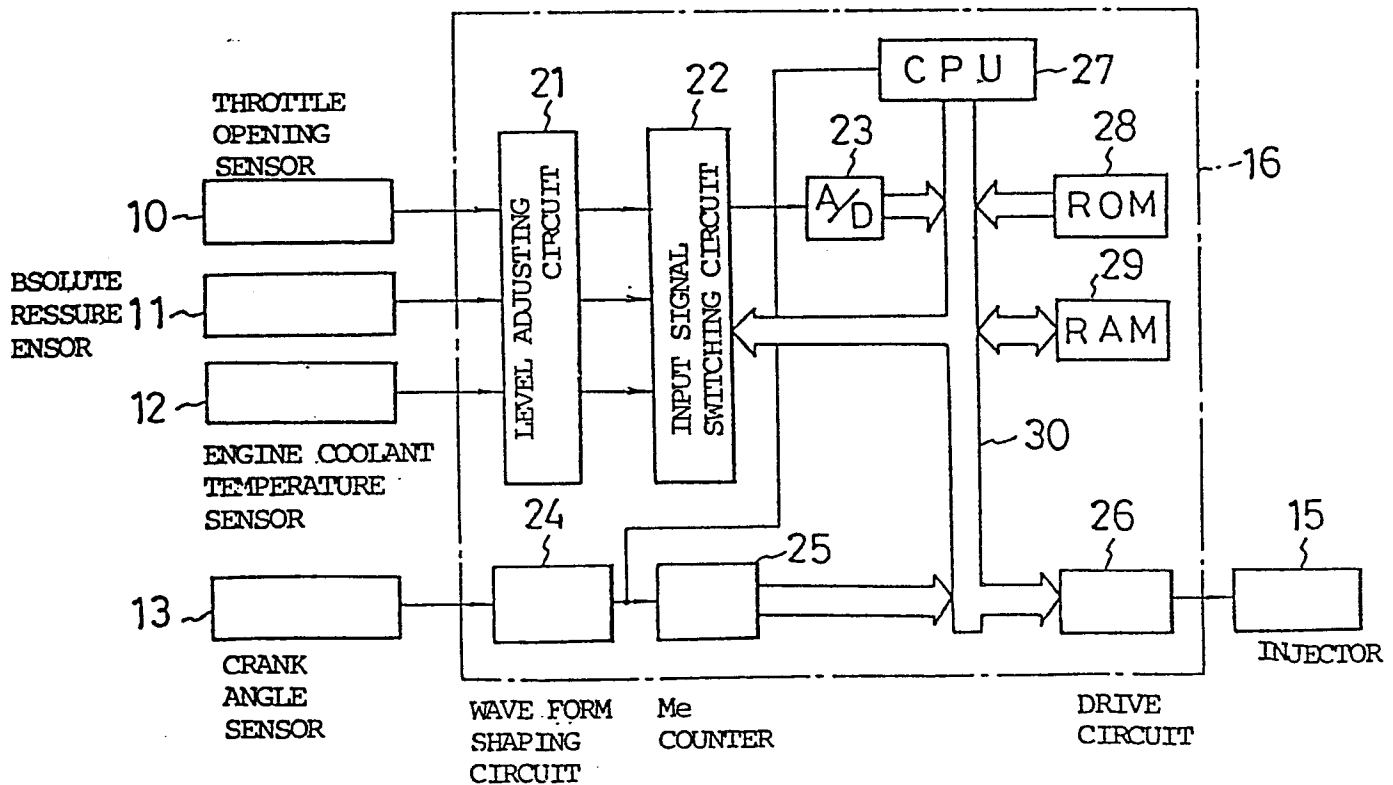 THROTTLE
OPENING
SENSOR
10
BSOLUTE
RESSURE
ENSOR
11
12
ENGINE COOLANT
TEMPERATURE
SENSOR
13
CRANK
ANGLE
SENSOR
21
LEVEL ADJUSTING
CIRCUIT
22
INPUT SIGNAL
SWITCHING CIRCUIT
23
A/D
CPU
27
28
ROM
16
29
RAM
30
24
WAVE FORM
SHAPING
CIRCUIT
25
Me
COUNTER
26
DRIVE
CIRCUIT
15
INJECTOR